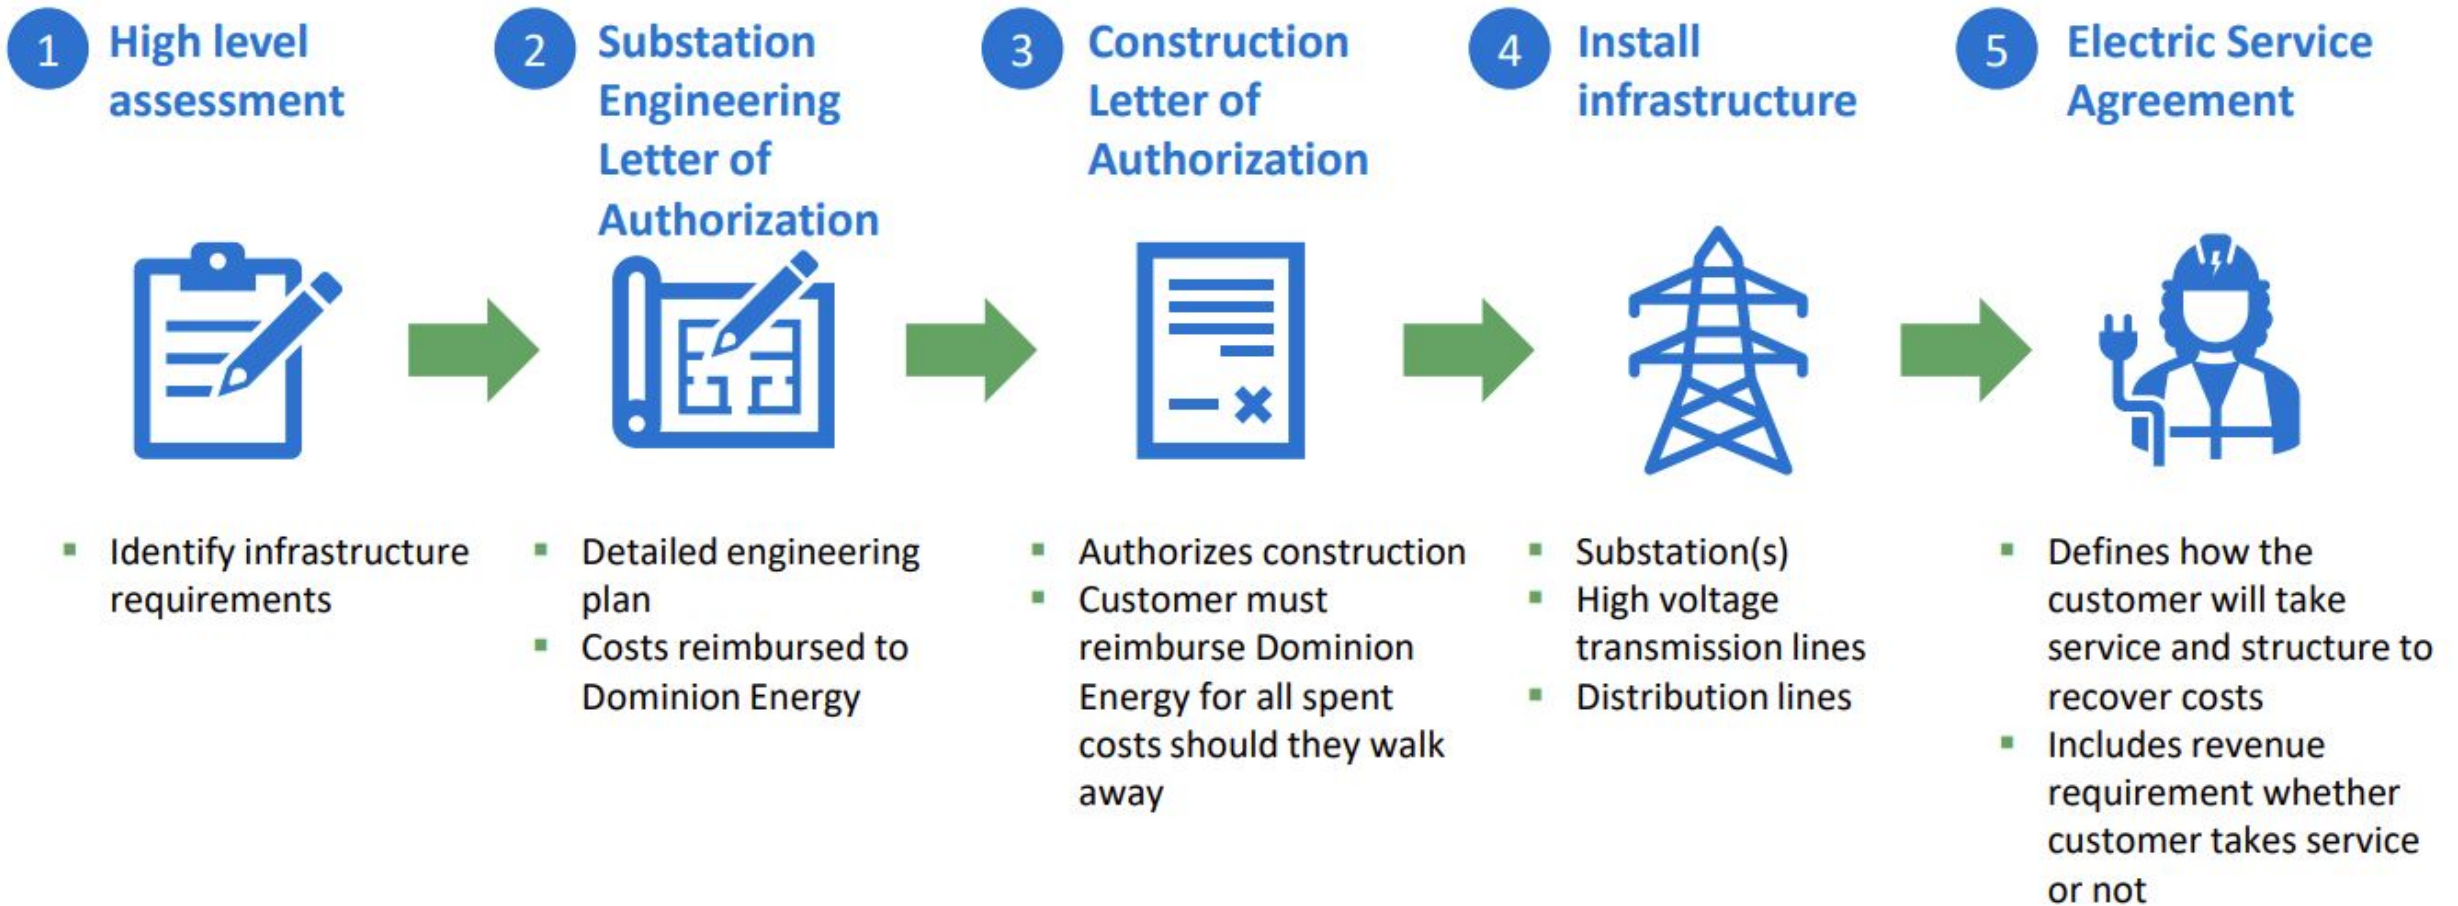 1
High level
assessment
2
Substation
Engineering
Letter of
Authorization
3
Construction
Letter of
Authorization
4
Install
infrastructure
5
Electric Service
Agreement
▪ Identify infrastructure
requirements
▪ Detailed engineering
plan
▪ Costs reimbursed to
Dominion Energy
▪ Authorizes construction
▪ Customer must
reimburse Dominion
Energy for all spent
costs should they walk
away
▪ Substation(s)
▪ High voltage
transmission lines
▪ Distribution lines
▪ Defines how the
customer will take
service and structure to
recover costs
▪ Includes revenue
requirement whether
customer takes service
or not